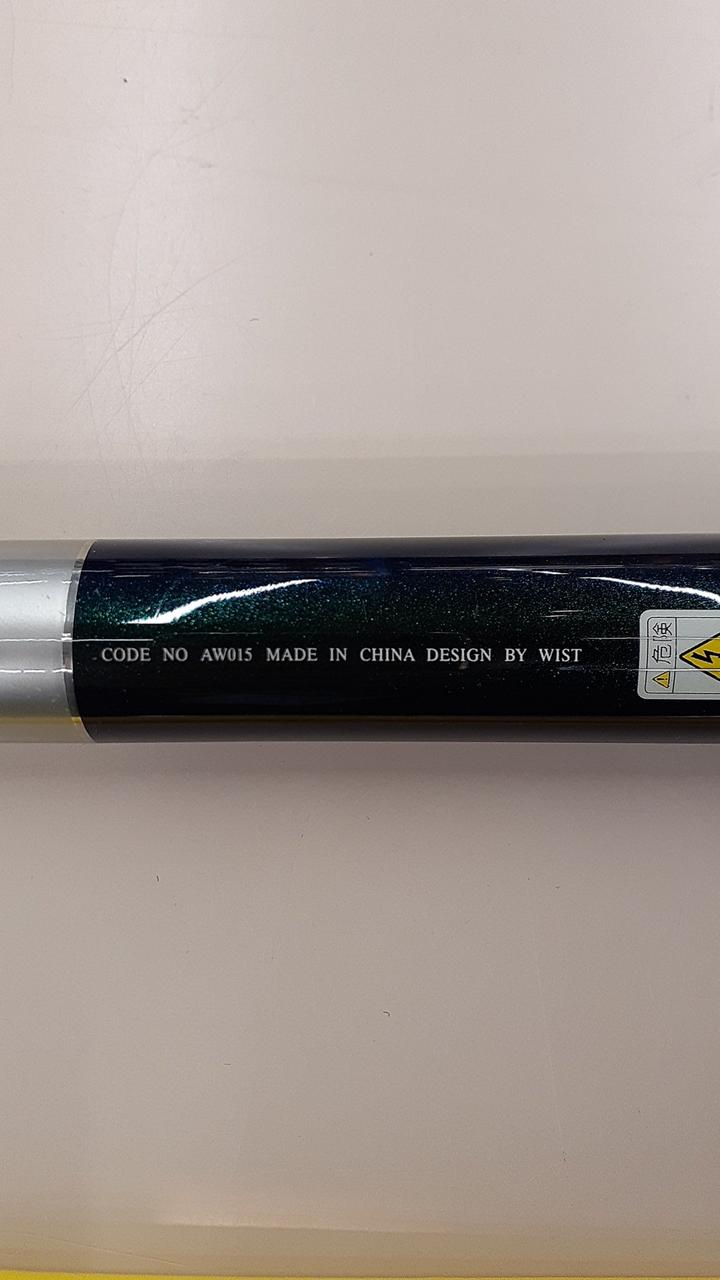 CODE NO AW015 MADE IN CHINA DESIGN BY WIST
危険